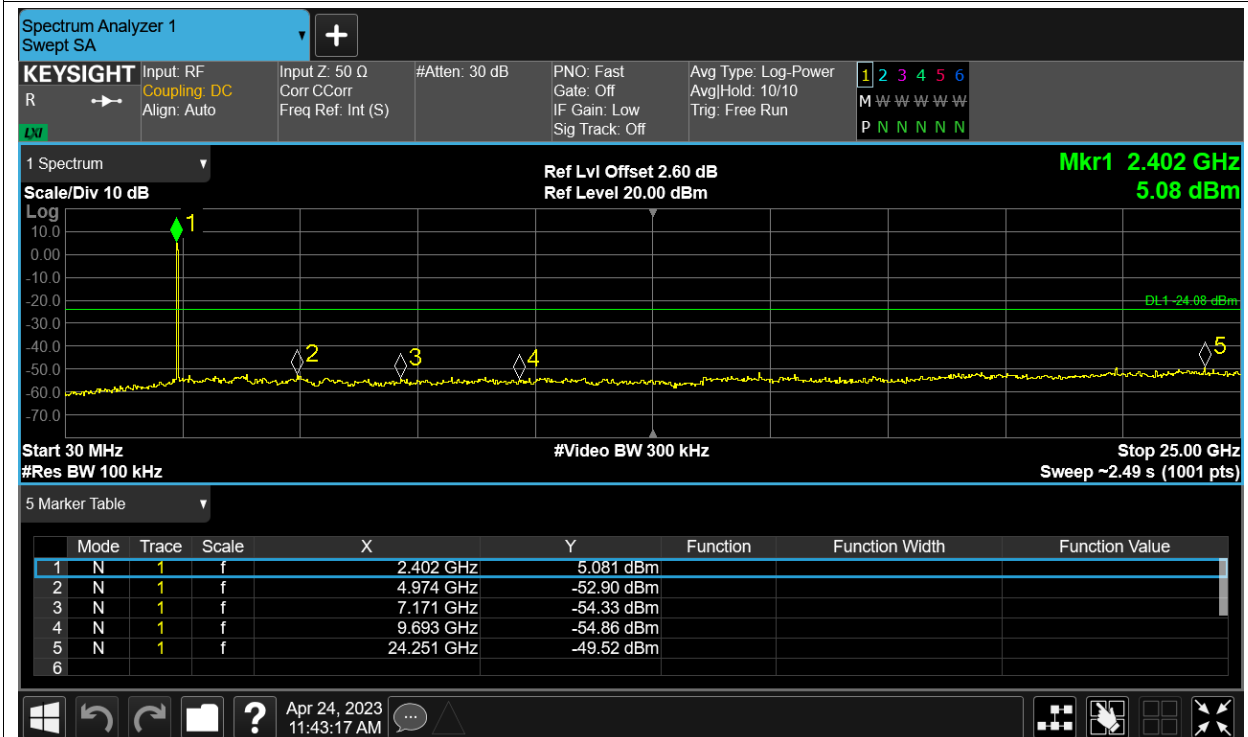 Spectrum Analyzer 1
Swept SA
+
KEYSIGHT
R
LXI
Input: RF
Coupling: DC
Align: Auto
Input Z: 50 Ω
Corr CCorr
Freq Ref: Int (S)
#Atten: 30 dB
PNO: Fast
Gate: Off
IF Gain: Low
Sig Track: Off
Avg Type: Log-Power
Avg|Hold: 10/10
Trig: Free Run
1 2 3 4 5 6
M W W W W W
P N N N N N
1 Spectrum
Scale/Div 10 dB
Ref Lvl Offset 2.60 dB
Ref Level 20.00 dBm
Mkr1 2.402 GHz
5.08 dBm
Log
10.0
0.00
-10.0
-20.0
-30.0
-40.0
-50.0
-60.0
-70.0
1
2
3
4
5
DL1 -24.08 dBm
Start 30 MHz
#Res BW 100 kHz
#Video BW 300 kHz
Stop 25.00 GHz
Sweep ~2.49 s (1001 pts)
5 Marker Table
Mode Trace Scale X Y Function Function Width Function Value
1 N 1 f 2.402 GHz 5.081 dBm
2 N 1 f 4.974 GHz -52.90 dBm
3 N 1 f 7.171 GHz -54.33 dBm
4 N 1 f 9.693 GHz -54.86 dBm
5 N 1 f 24.251 GHz -49.52 dBm
6
?
Apr 24, 2023
11:43:17 AM